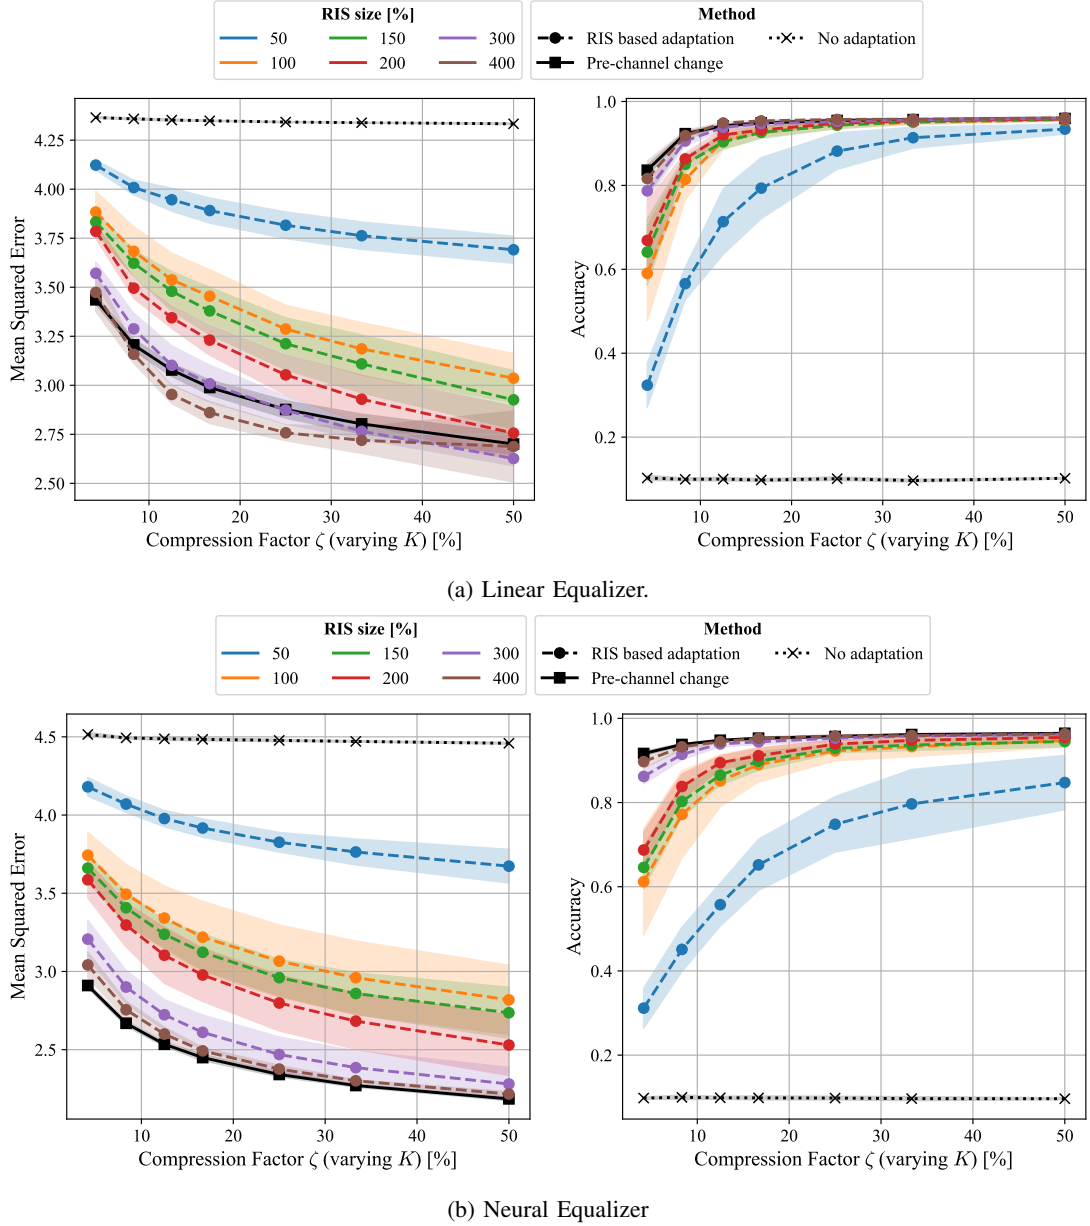 RIS size [%]
50 150 300
100 200 400
Method
RIS based adaptation No adaptation
Pre-channel change
Mean Squared Error
4.25
4.00
3.75
3.50
3.25
3.00
2.75
2.50
10 20 30 40 50
Compression Factor ζ (varying K) [%]
Accuracy
1.0
0.8
0.6
0.4
0.2
10 20 30 40 50
Compression Factor ζ (varying K) [%]
(a) Linear Equalizer.
RIS size [%]
50 150 300
100 200 400
Method
RIS based adaptation No adaptation
Pre-channel change
Mean Squared Error
4.5
4.0
3.5
3.0
2.5
10 20 30 40 50
Compression Factor ζ (varying K) [%]
Accuracy
1.0
0.8
0.6
0.4
0.2
10 20 30 40 50
Compression Factor ζ (varying K) [%]
(b) Neural Equalizer